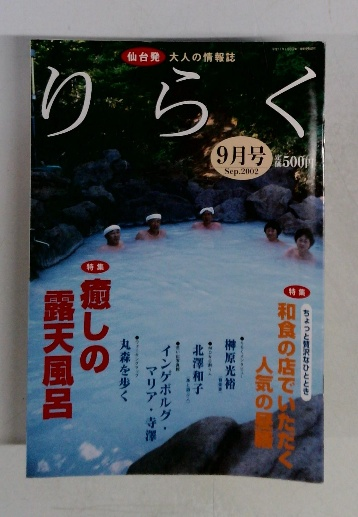 仙台発 大人の情報誌
りらく
9月号
Sep.2002
定価500円
特集
癒しの
露天風呂
特集
ちょっと贅沢なひととき
和食の店でいただく
人気の昼膳
榊原光裕
北澤和子
インゲボルグ・
マリア・寺澤
丸森を歩く